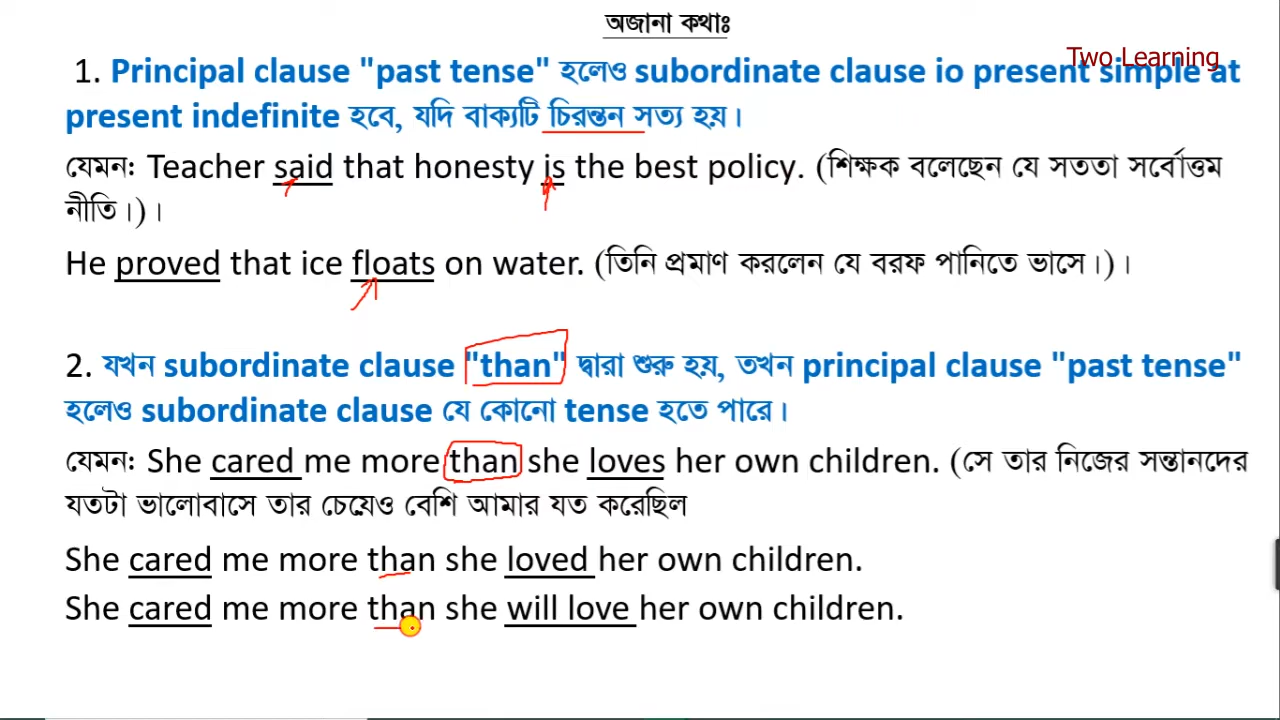 অজানা কথাঃ
Two Learning
1. Principal clause "past tense" হলেও subordinate clause io present simple at
present indefinite হবে, যদি বাক্যটি চিরন্তন সত্য হয়।
যেমনঃ Teacher said that honesty is the best policy. (শিক্ষক বলেছেন যে সততা সর্বোত্তম
নীতি।)।
He proved that ice floats on water. (তিনি প্রমাণ করলেন যে বরফ পানিতে ভাসে।)।
2. যখন subordinate clause "than" দ্বারা শুরু হয়, তখন principal clause "past tense"
হলেও subordinate clause যে কোনো tense হতে পারে।
যেমনঃ She cared me more than she loves her own children. (সে তার নিজের সন্তানদের
যতটা ভালোবাসে তার চেয়েও বেশি আমার যত করেছিল
She cared me more than she loved her own children.
She cared me more than she will love her own children.